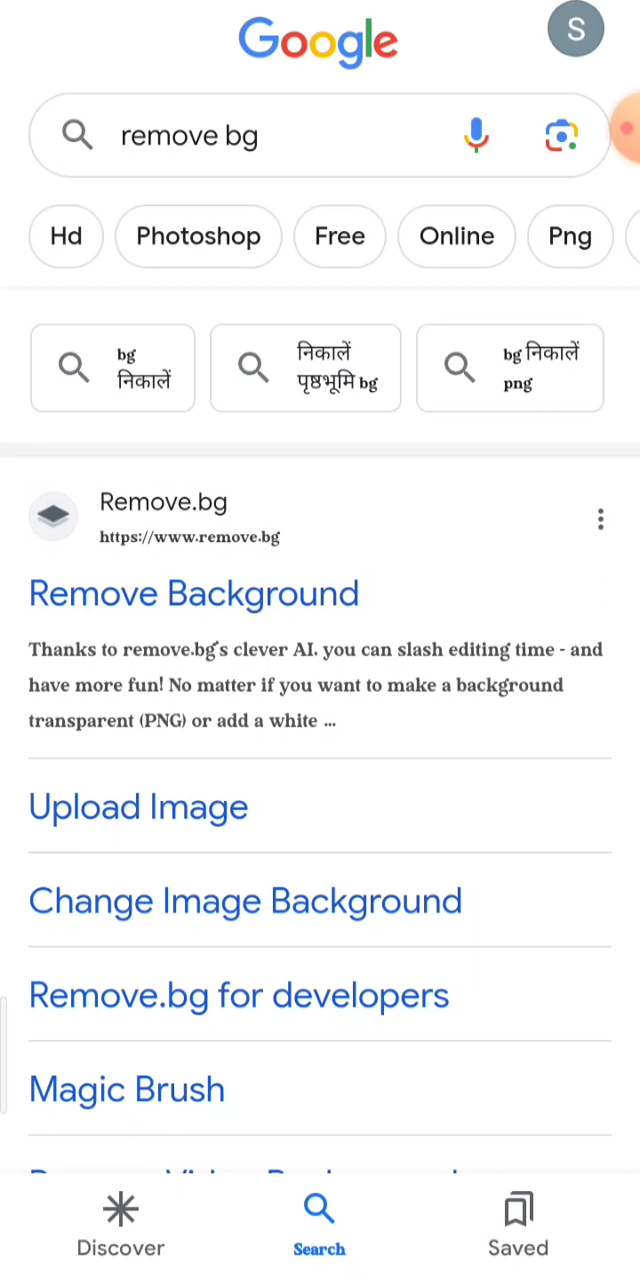 Google
S
remove bg
Hd Photoshop Free Online Png
bg
निकालें
निकालें
पृष्ठभूमि bg
bg निकालें
png
Remove.bg
https://www.remove.bg
Remove Background
Thanks to remove.bg's clever AI. you can slash editing time - and
have more fun! No matter if you want to make a background
transparent (PNG) or add a white ...
Upload Image
Change Image Background
Remove.bg for developers
Magic Brush
Discover Search Saved